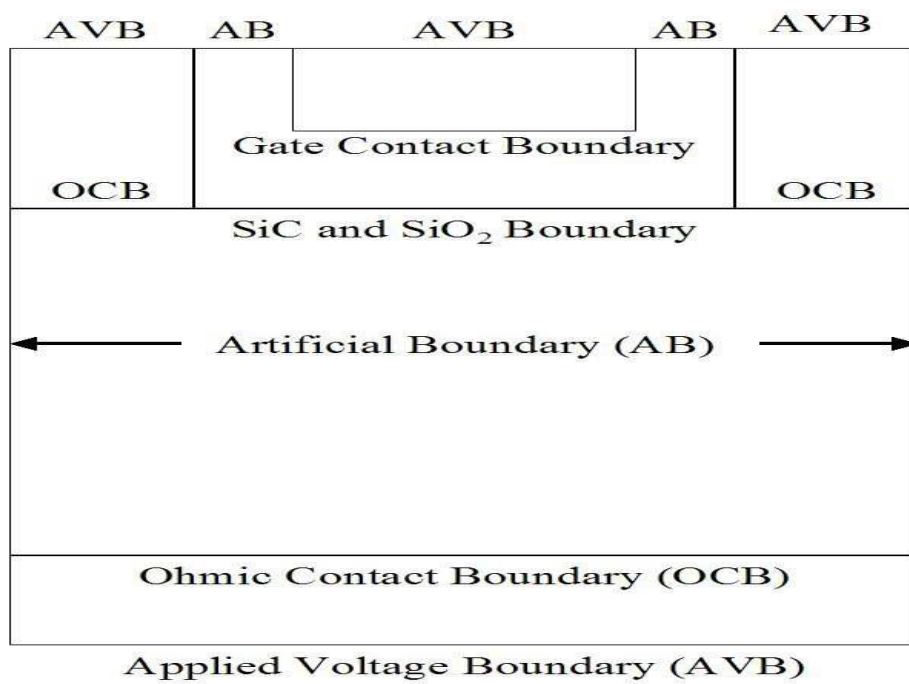 AVB AB AVB AB AVB
Gate Contact Boundary
OCB OCB
SiC and SiO₂ Boundary
Artificial Boundary (AB)
Ohmic Contact Boundary (OCB)
Applied Voltage Boundary (AVB)